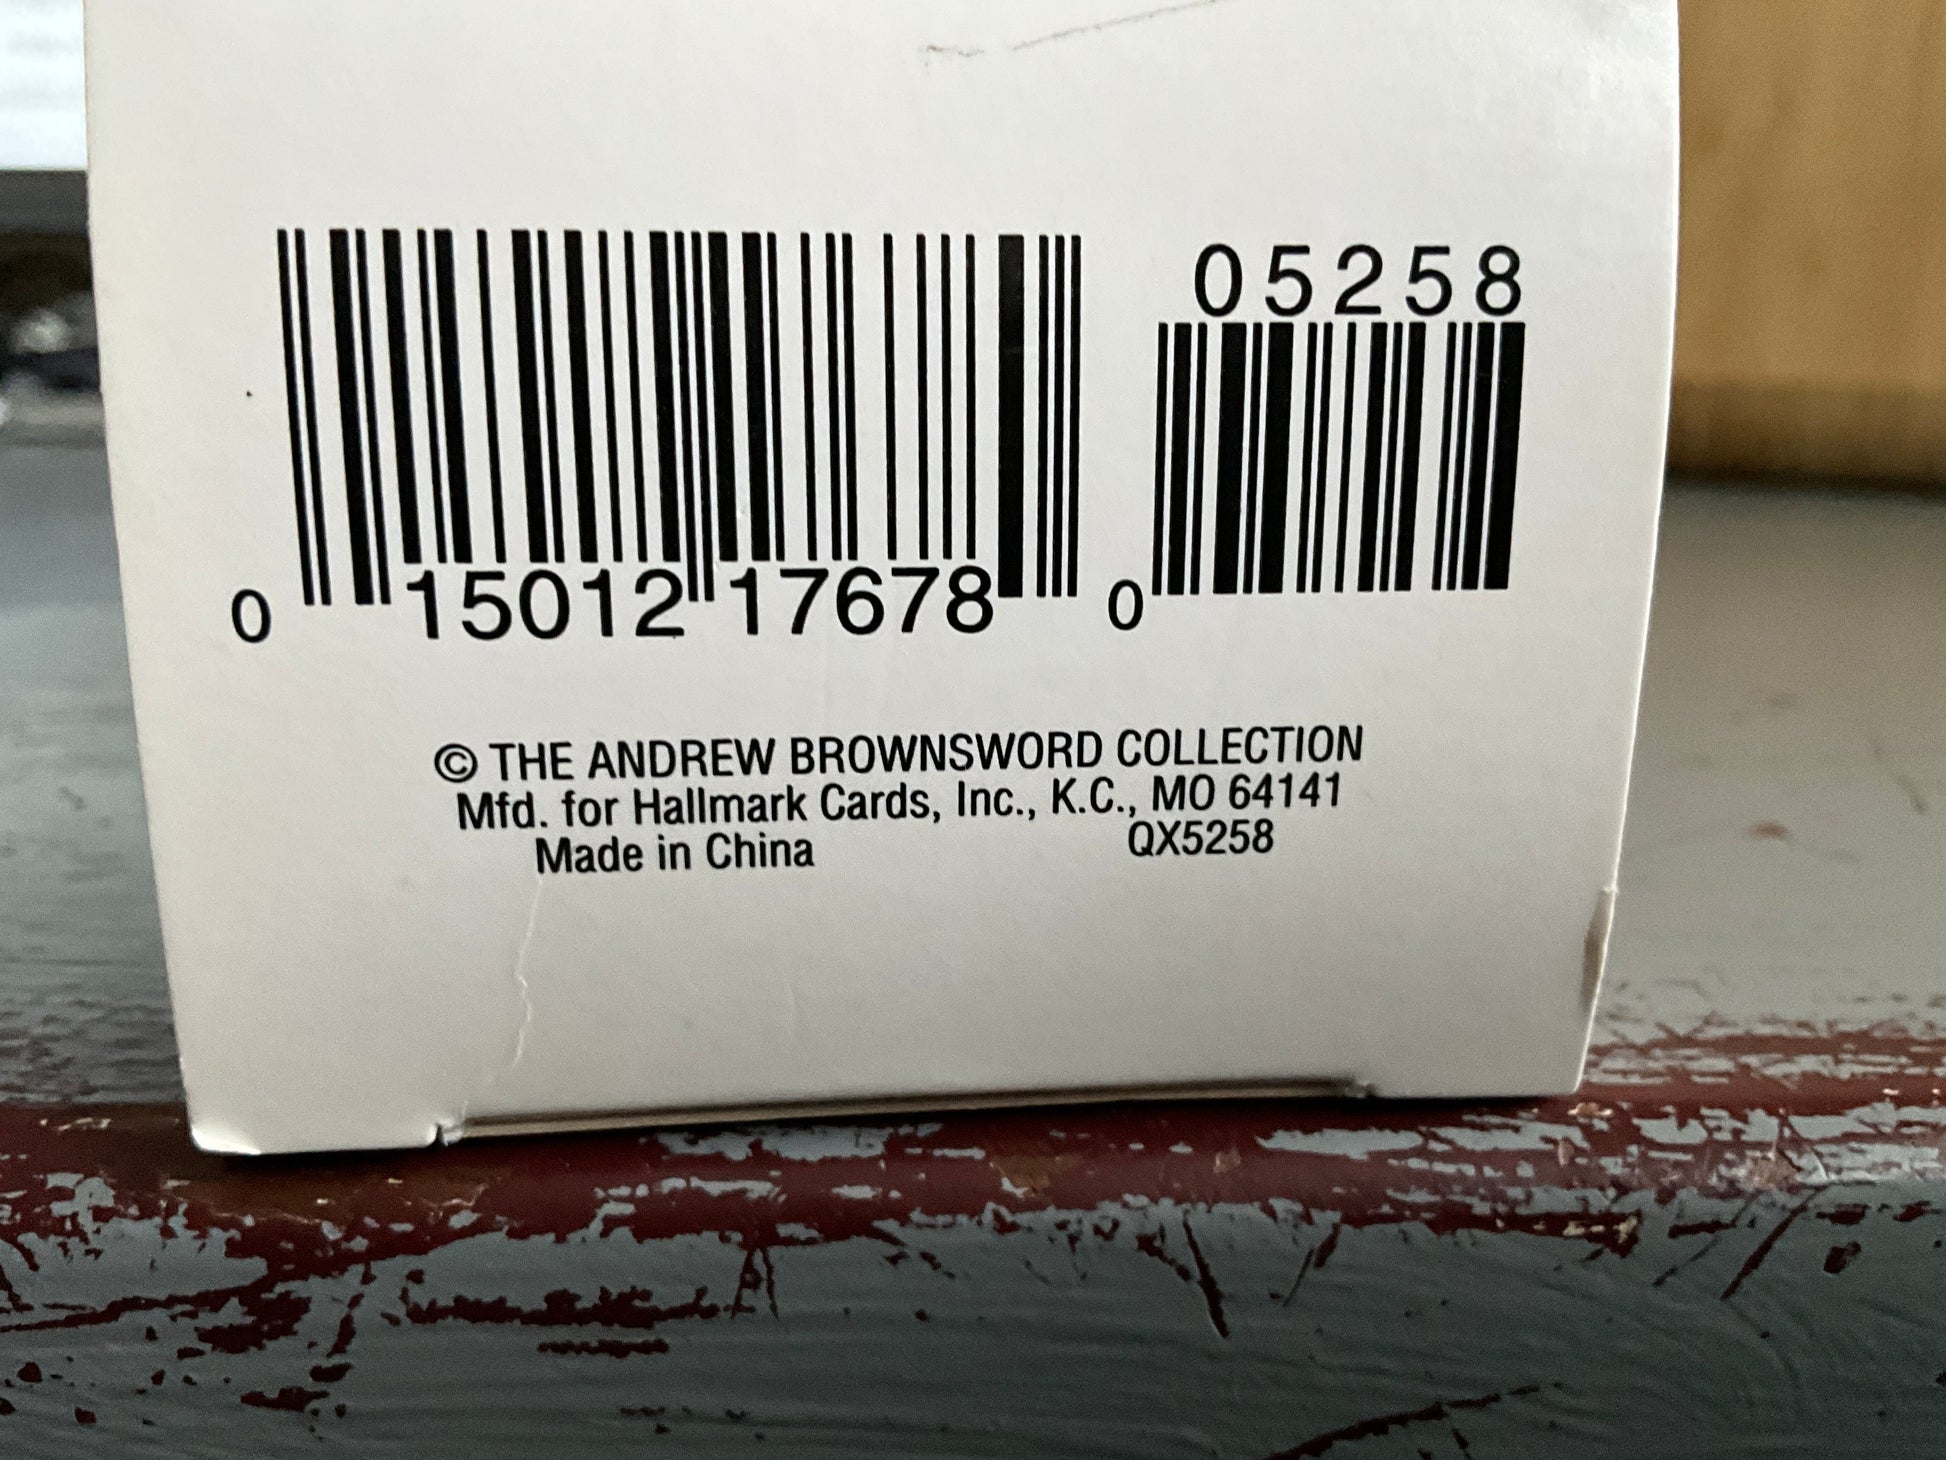 05258
0 15012 17678 0
© THE ANDREW BROWNSWORD COLLECTION
Mfd. for Hallmark Cards, Inc., K.C., MO 64141
Made in China QX5258